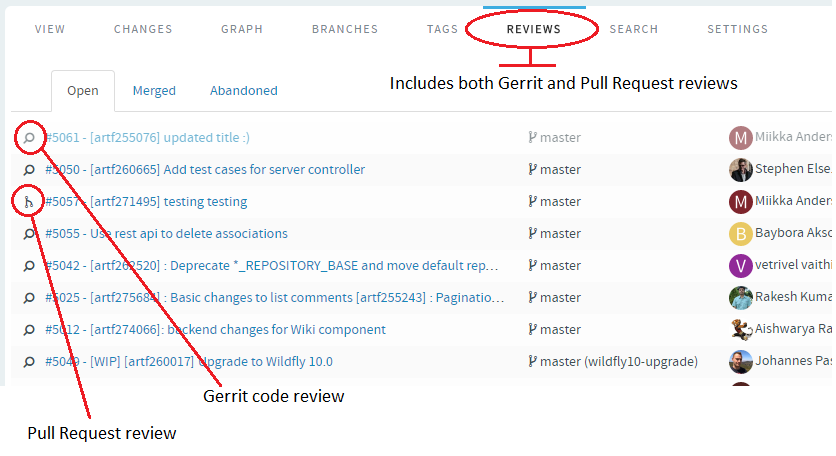 VIEW CHANGES GRAPH BRANCHES TAGS REVIEWS SEARCH SETTINGS
Includes both Gerrit and Pull Request reviews
Open Merged Abandoned
#5061 - [artf255076] updated title :) master M Miikka Anders
#5050 - [artf260665] Add test cases for server controller master Stephen Else.
#5057 - [artf271495] testing testing master M Miikka Anders
#5055 - Use rest api to delete associations master B Baybora Akso
#5042 - [artf262520] : Deprecate *_REPOSITORY_BASE and move default rep... master V vetrivel vaithi
#5025 - [artf275684] : Basic changes to list comments [artf255243] : Paginatio... master Rakesh Kum
#5012 - [artf274066]: backend changes for Wiki component master Aishwarya Ra
#5049 - [WIP] [artf260017] Upgrade to Wildfly 10.0 master (wildfly10-upgrade) Johannes Pas
Gerrit code review
Pull Request review